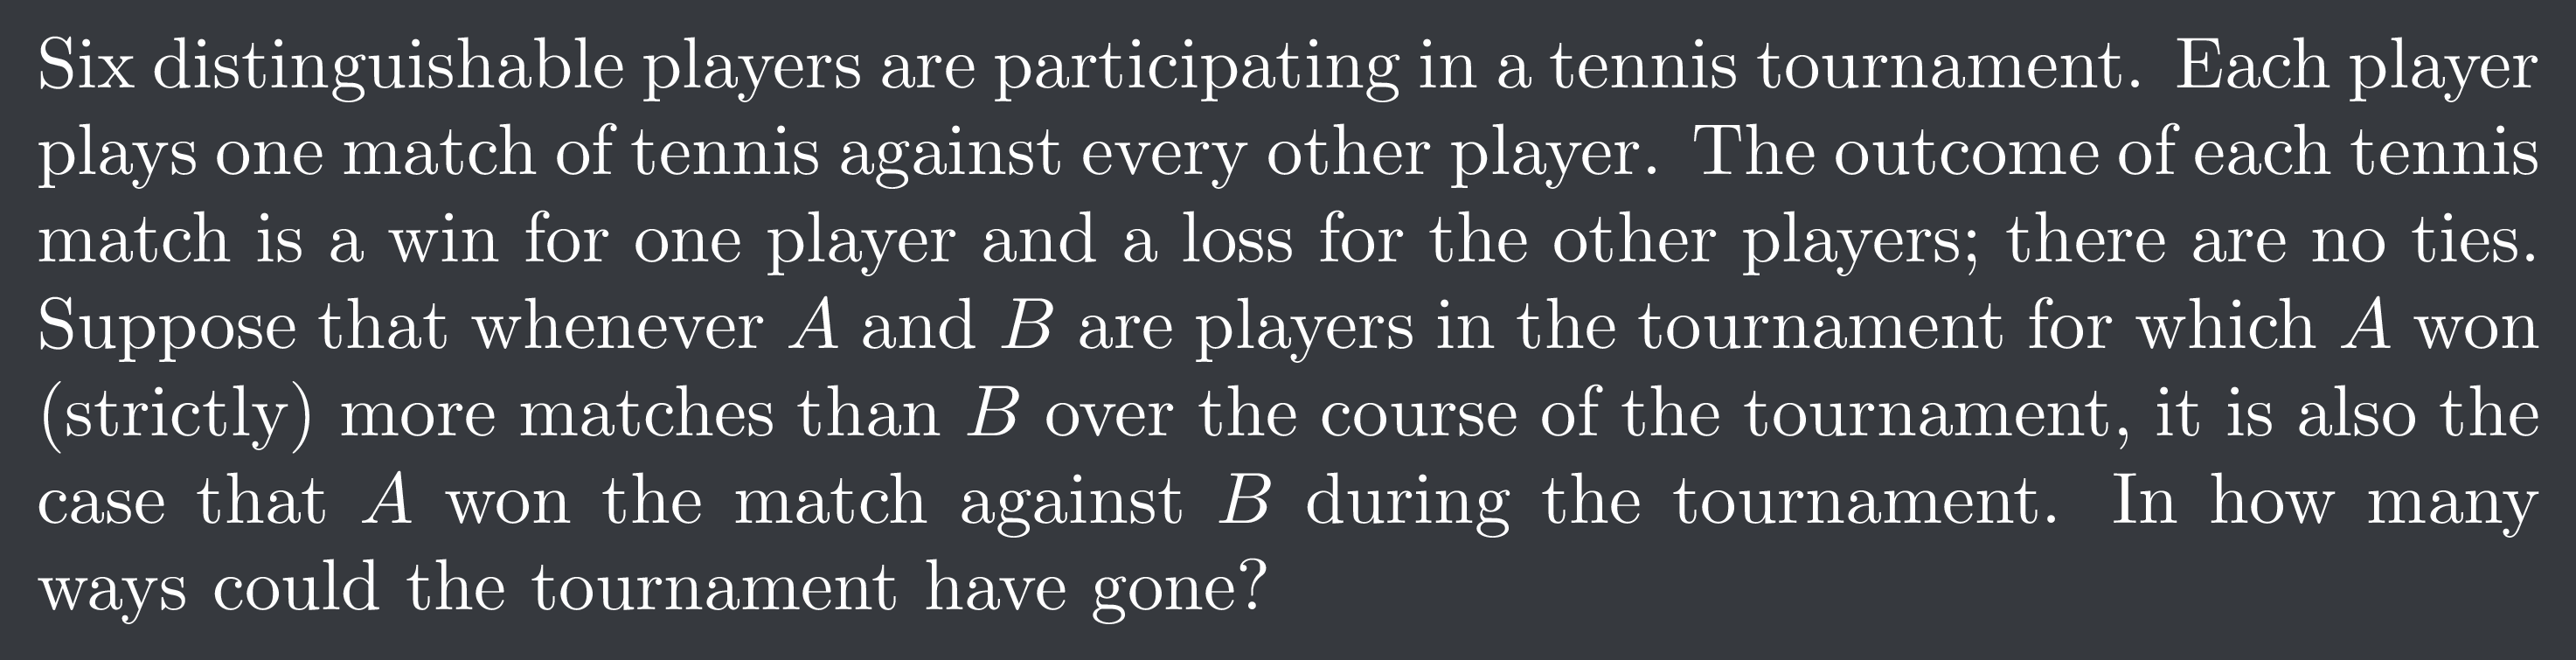 Six distinguishable players are participating in a tennis tournament. Each player
plays one match of tennis against every other player. The outcome of each tennis
match is a win for one player and a loss for the other players; there are no ties.
Suppose that whenever A and B are players in the tournament for which A won
(strictly) more matches than B over the course of the tournament, it is also the
case that A won the match against B during the tournament. In how many
ways could the tournament have gone?